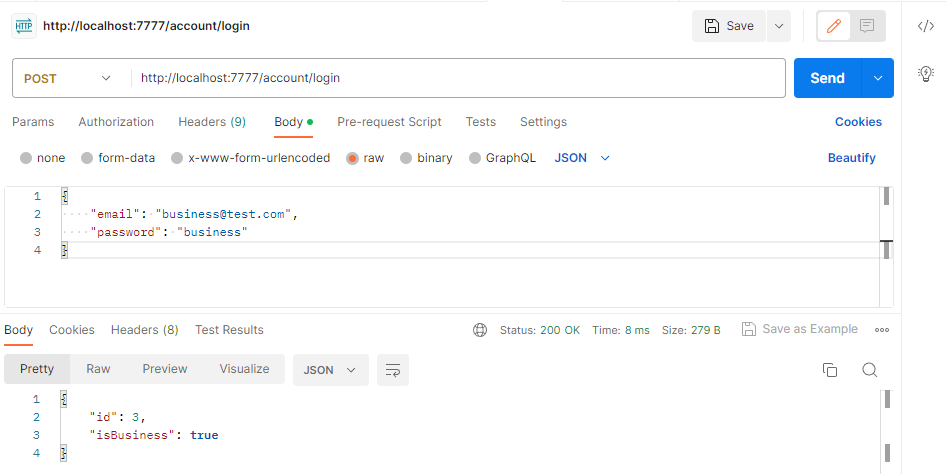 HTTP http://localhost:7777/account/login Save
POST http://localhost:7777/account/login Send
Params Authorization Headers (9) Body Pre-request Script Tests Settings Cookies
none form-data x-www-form-urlencoded raw binary GraphQL JSON Beautify
1 {
2 "email": "business@test.com",
3 "password": "business"
4 }
Body Cookies Headers (8) Test Results Status: 200 OK Time: 8 ms Size: 279 B Save as Example
Pretty Raw Preview Visualize JSON
1 {
2 "id": 3,
3 "isBusiness": true
4 }